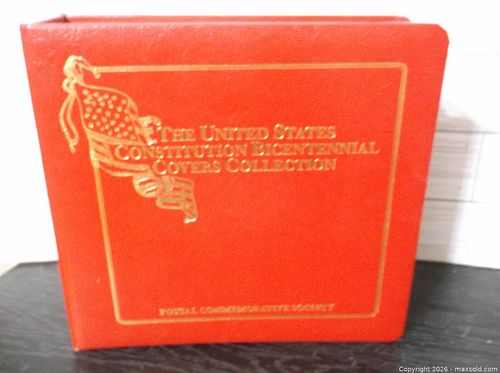 THE UNITED STATES
CONSTITUTION BICENTENNIAL
COVERS COLLECTION
POSTAL COMMEMORATIVE SOCIETY
Copyright © 2026 - maxsold.com